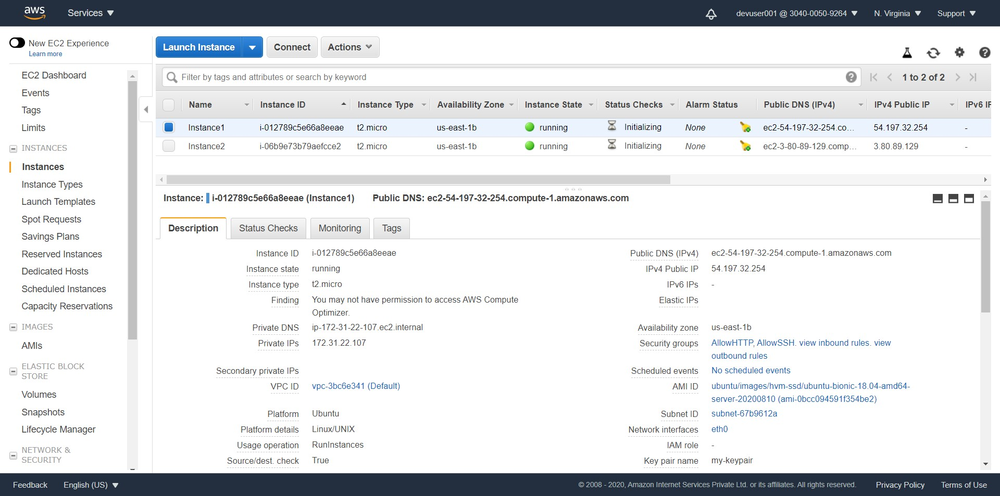 aws
Services
devuser001 @ 3040-0050-9264
N. Virginia
Support
New EC2 Experience
Learn more
EC2 Dashboard
Events
Tags
Limits
INSTANCES
Instances
Instance Types
Launch Templates
Spot Requests
Savings Plans
Reserved Instances
Dedicated Hosts
Scheduled Instances
Capacity Reservations
IMAGES
AMIs
ELASTIC BLOCK
STORE
Volumes
Snapshots
Lifecycle Manager
NETWORK &
SECURITY
Launch Instance
Connect
Actions
Filter by tags and attributes or search by keyword
1 to 2 of 2
Name Instance ID Instance Type Availability Zone Instance State Status Checks Alarm Status Public DNS (IPv4) IPv4 Public IP IPv6 IP
Instance1 i-012789c5e66a8eeae t2.micro us-east-1b running Initializing None ec2-54-197-32-254.co... 54.197.32.254 -
Instance2 i-06b9e73b79aefcce2 t2.micro us-east-1b running Initializing None ec2-3-80-89-129.comp... 3.80.89.129 -
Instance: i-012789c5e66a8eeae (Instance1) Public DNS: ec2-54-197-32-254.compute-1.amazonaws.com
Description Status Checks Monitoring Tags
Instance ID i-012789c5e66a8eeae
Instance state running
Instance type t2.micro
Finding You may not have permission to access AWS Compute
Optimizer.
Private DNS ip-172-31-22-107.ec2.internal
Private IPs 172.31.22.107
Secondary private IPs
VPC ID vpc-3bc6e341 (Default)
Platform Ubuntu
Platform details Linux/UNIX
Usage operation RunInstances
Source/dest. check True
Public DNS (IPv4) ec2-54-197-32-254.compute-1.amazonaws.com
IPv4 Public IP 54.197.32.254
IPv6 IPs -
Elastic IPs
Availability zone us-east-1b
Security groups AllowHTTP, AllowSSH. view inbound rules. view
outbound rules
Scheduled events No scheduled events
AMI ID ubuntu/images/hvm-ssd/ubuntu-bionic-18.04-amd64-
server-20200810 (ami-0bcc094591f354be2)
Subnet ID subnet-67b9612a
Network interfaces eth0
IAM role -
Key pair name my-keypair
Feedback
English (US)
© 2008 - 2020, Amazon Internet Services Private Ltd. or its affiliates. All rights reserved.
Privacy Policy
Terms of Use